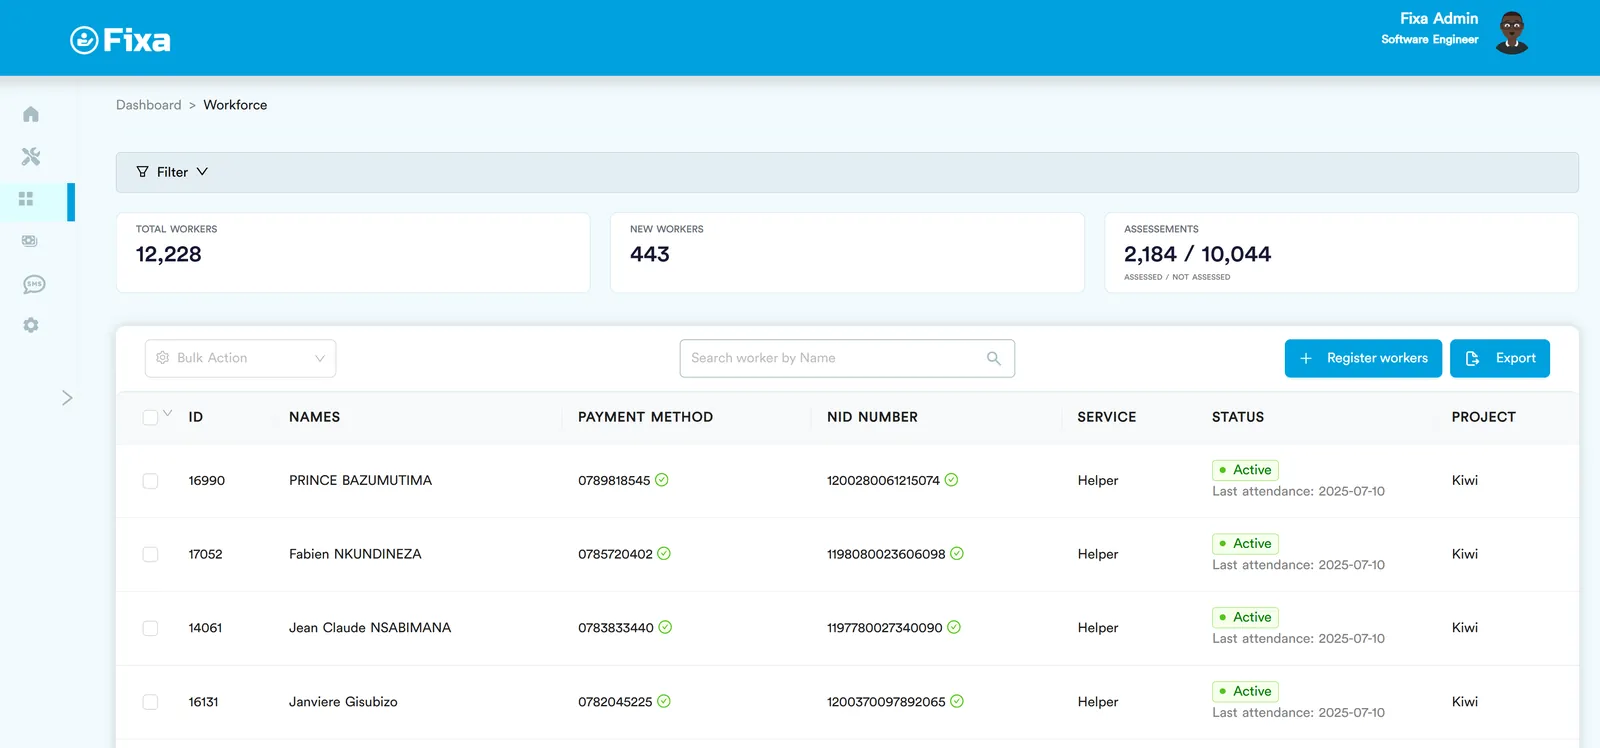 Fixa
Fixa Admin
Software Engineer
Dashboard > Workforce
Filter
TOTAL WORKERS
12,228
NEW WORKERS
443
ASSESSEMENTS
2,184 / 10,044
ASSESSED / NOT ASSESSED
SMS
Bulk Action
Search worker by Name
+ Register workers
Export
ID NAMES PAYMENT METHOD NID NUMBER SERVICE STATUS PROJECT
16990 PRINCE BAZUMUTIMA 0789818545 1200280061215074 Helper Active Kiwi
Last attendance: 2025-07-10
17052 Fabien NKUNDINEZA 0785720402 1198080023606098 Helper Active Kiwi
Last attendance: 2025-07-10
14061 Jean Claude NSABIMANA 0783833440 1197780027340090 Helper Active Kiwi
Last attendance: 2025-07-10
16131 Janviere Gisubizo 0782045225 1200370097892065 Helper Active Kiwi
Last attendance: 2025-07-10